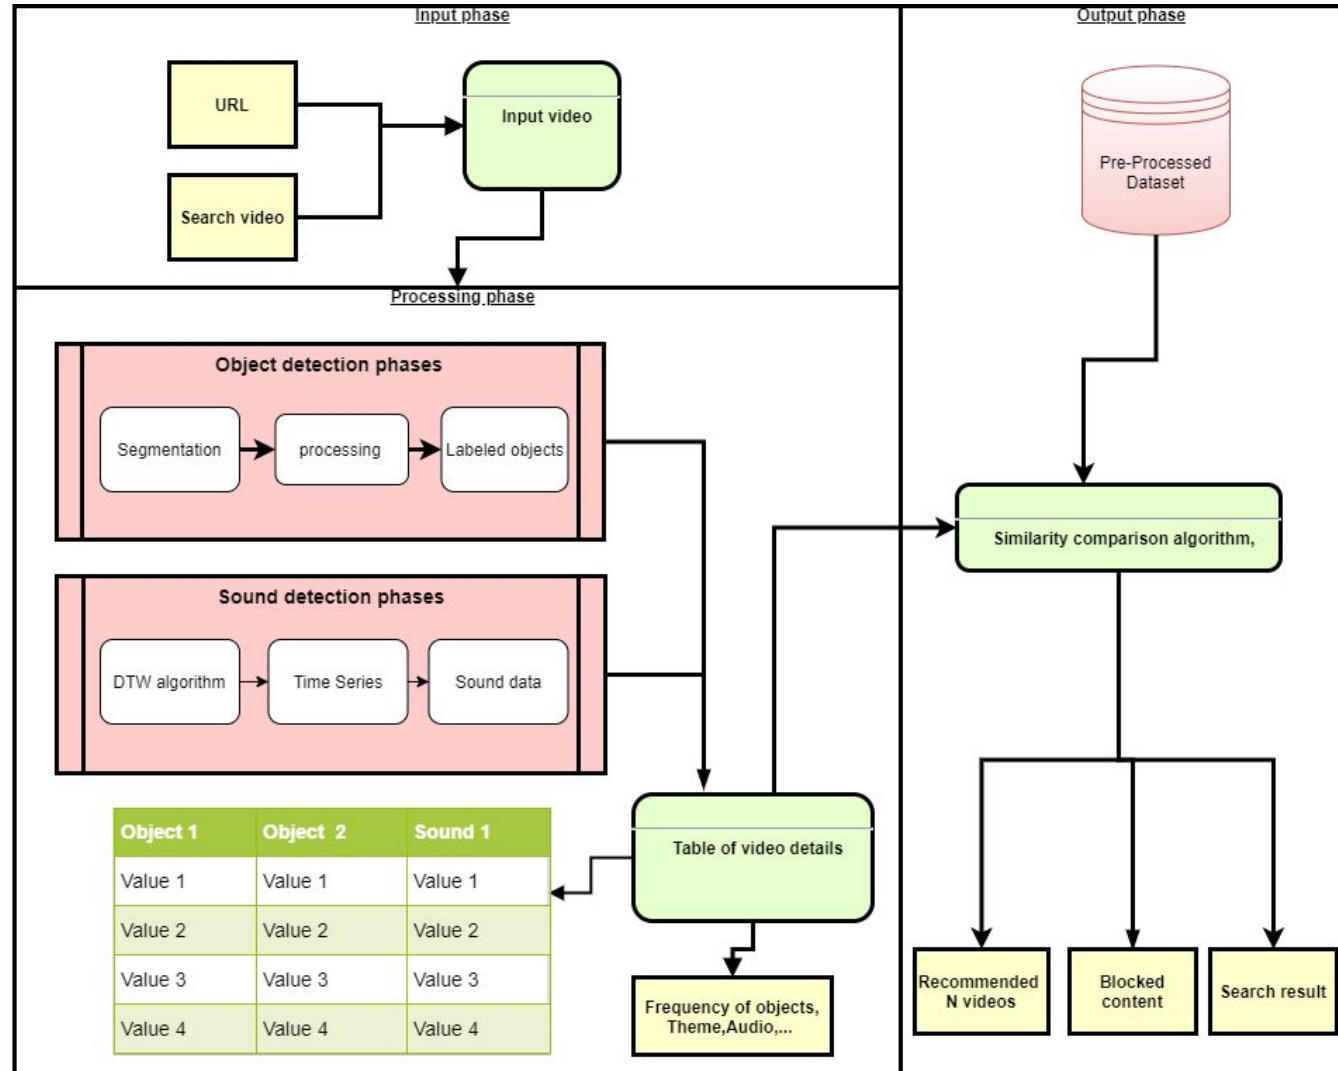 Input phase
URL
Search video
Input video
Processing phase
Object detection phases
Segmentation
processing
Labeled objects
Sound detection phases
DTW algorithm
Time Series
Sound data
Object 1 Object 2 Sound 1
Value 1 Value 1 Value 1
Value 2 Value 2 Value 2
Value 3 Value 3 Value 3
Value 4 Value 4 Value 4
Table of video details
Frequency of objects,
Theme,Audio,...
Output phase
Pre-Processed
Dataset
Similarity comparison algorithm,
Recommended
N videos
Blocked
content
Search result